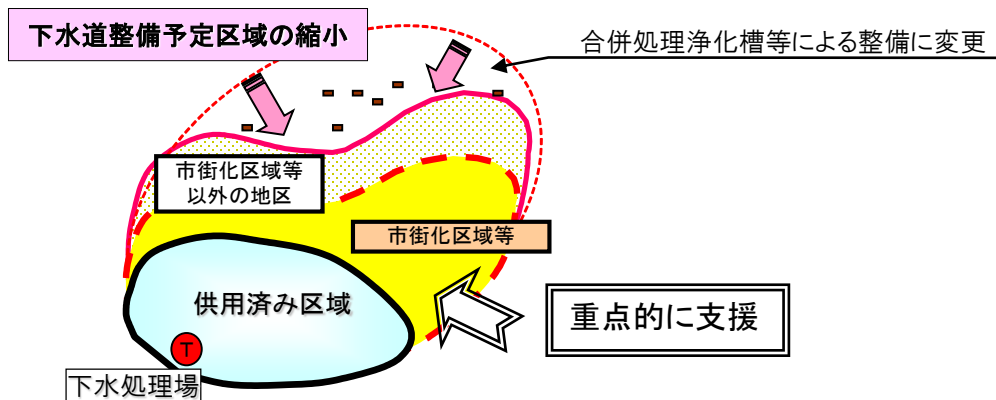 下水道整備予定区域の縮小
合併処理浄化槽等による整備に変更
市街化区域等
以外の地区
市街化区域等
供用済み区域
重点的に支援
T
下水処理場